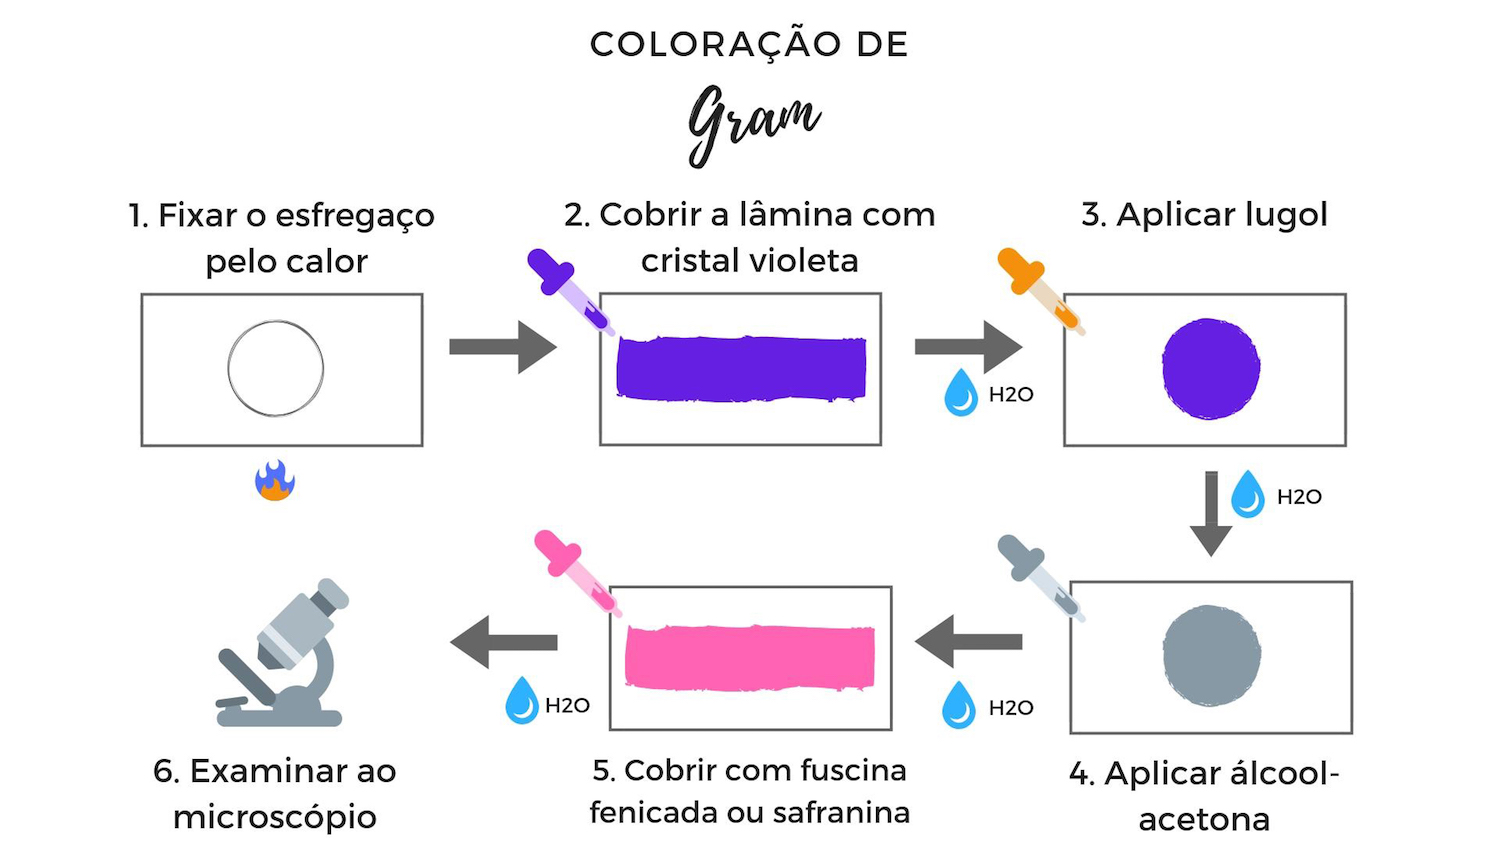 COLORAÇÃO DE
Gram
1. Fixar o esfregaço
pelo calor
2. Cobrir a lâmina com
cristal violeta
3. Aplicar lugol
H2O
H2O
4. Aplicar álcool-
acetona
H2O
5. Cobrir com fuscina
fenicada ou safranina
H2O
6. Examinar ao
microscópio